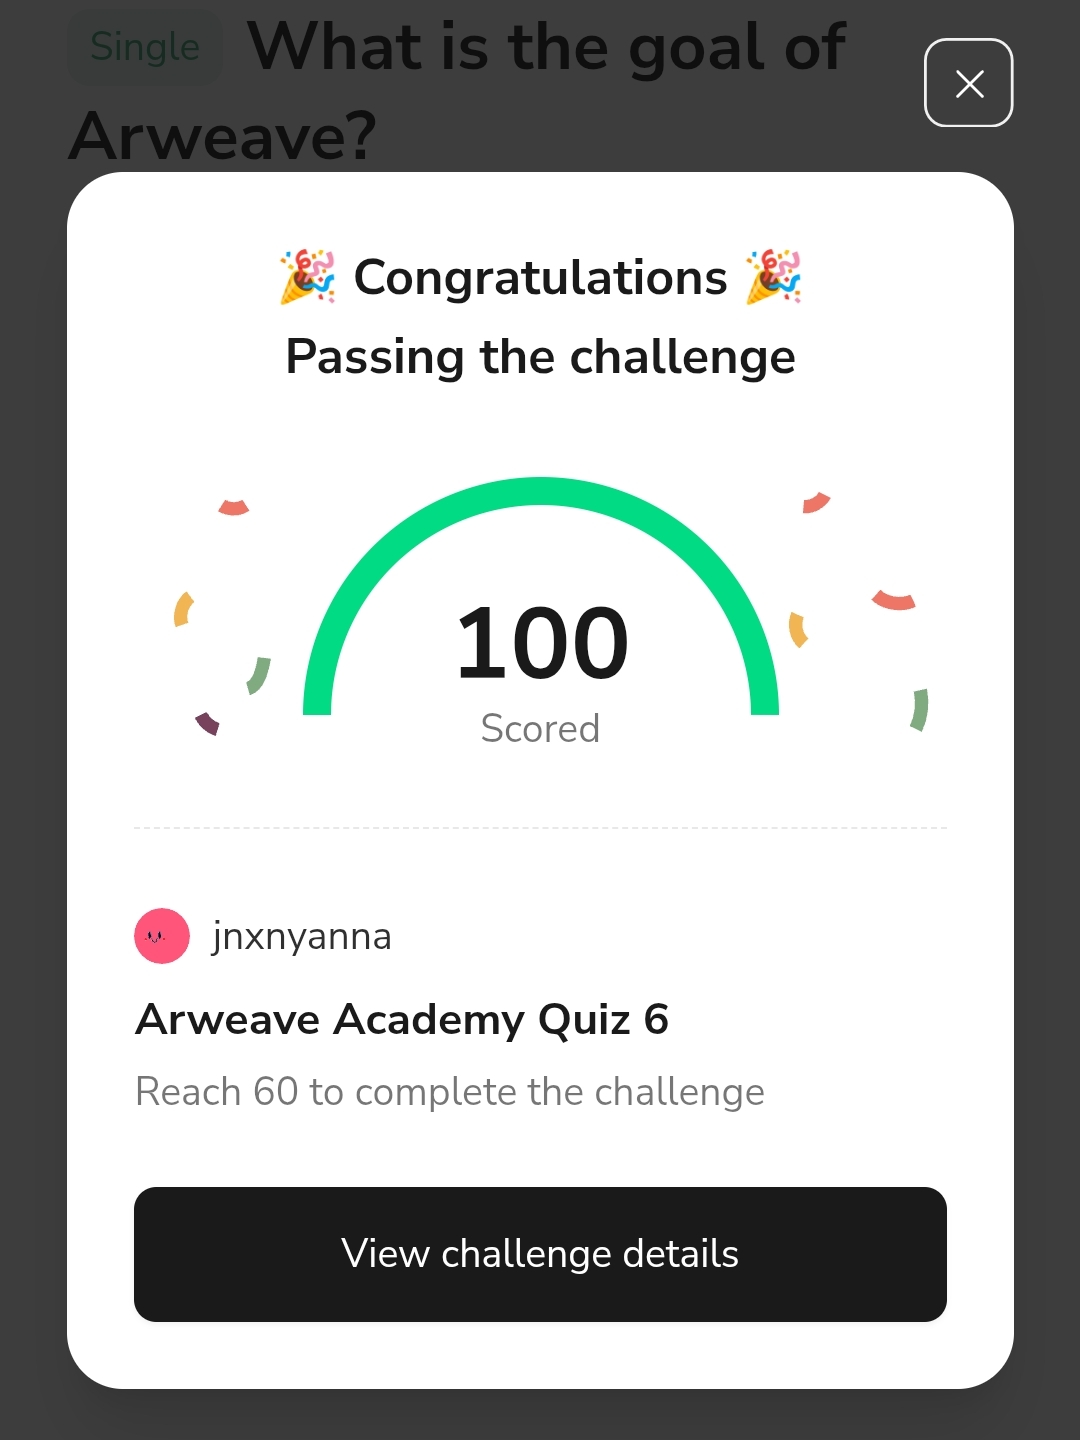 Single What is the goal of
Arweave?
🎉 Congratulations 🎉
Passing the challenge
100
Scored
jnxnyanna
Arweave Academy Quiz 6
Reach 60 to complete the challenge
View challenge details